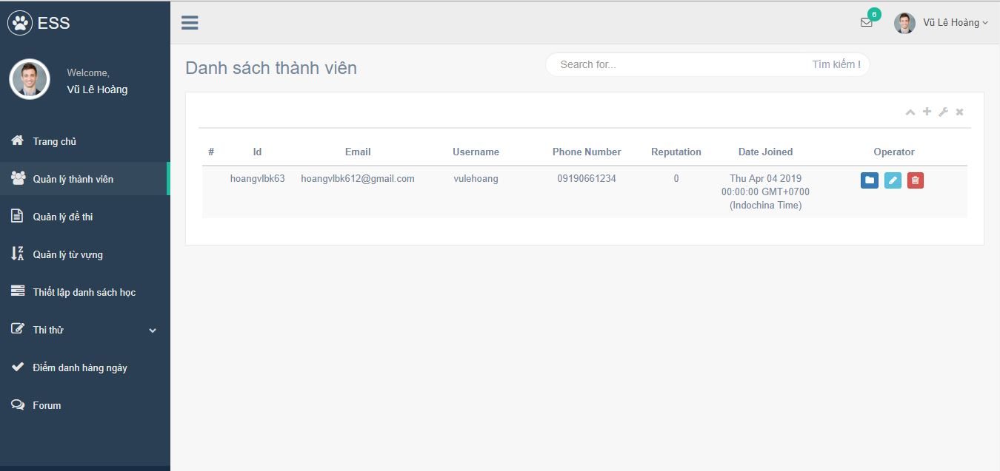 ESS
6
Vũ Lê Hoàng
Welcome,
Vũ Lê Hoàng
Trang chủ
Quản lý thành viên
Quản lý đề thi
Quản lý từ vựng
Thiết lập danh sách học
Thi thử
Điểm danh hàng ngày
Forum
Danh sách thành viên
Search for...
Tìm kiếm !
# Id Email Username Phone Number Reputation Date Joined Operator
hoangvlbk63 hoangvlbk612@gmail.com vulehoang 09190661234 0 Thu Apr 04 2019
00:00:00 GMT+0700
(Indochina Time)